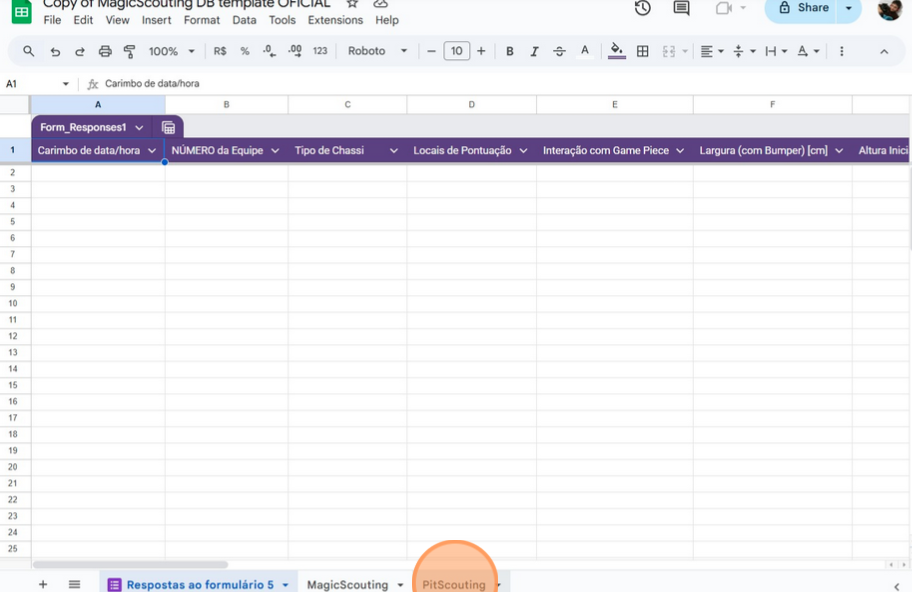 Copy of MagicScouting DB template OFICIAL
File Edit View Insert Format Data Tools Extensions Help
Share
100% R$ % .0 .00 123 Roboto − 10 + B I A
A1 Carimbo de data/hora
A B C D E F
Form_Responses1
1 Carimbo de data/hora NÚMERO da Equipe Tipo de Chassi Locais de Pontuação Interação com Game Piece Largura (com Bumper) [cm] Altura Inici
2
3
4
5
6
7
8
9
10
11
12
13
14
15
16
17
18
19
20
21
22
23
24
25
+ Respostas ao formulário 5 MagicScouting PitScouting